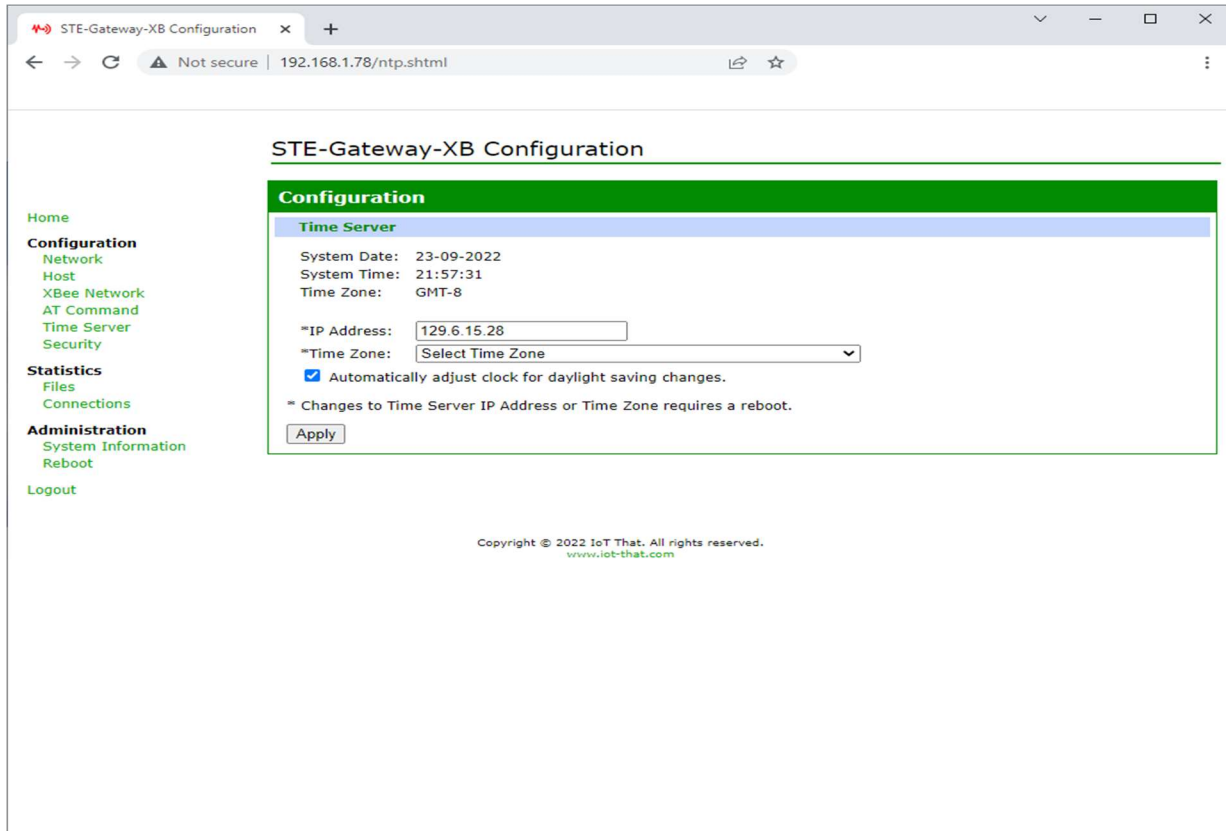 STE-Gateway-XB Configuration
Not secure | 192.168.1.78/ntp.shtml
STE-Gateway-XB Configuration
Home
Configuration
Network
Host
XBee Network
AT Command
Time Server
Security
Statistics
Files
Connections
Administration
System Information
Reboot
Logout
Configuration
Time Server
System Date: 23-09-2022
System Time: 21:57:31
Time Zone: GMT-8
*IP Address: 129.6.15.28
*Time Zone: Select Time Zone
Automatically adjust clock for daylight saving changes.
* Changes to Time Server IP Address or Time Zone requires a reboot.
Apply
Copyright © 2022 IoT That. All rights reserved.
www.iot-that.com